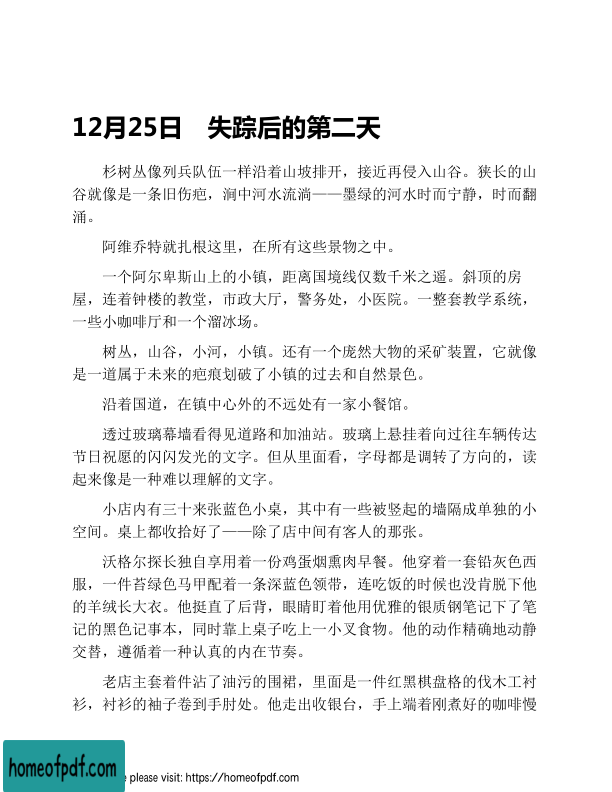 12月25日　失踪后的第二天
杉树丛像列兵队伍一样沿着山坡排开，接近再侵入山谷。狭长的山
谷就像是一条旧伤疤，涧中河水流淌——墨绿的河水时而宁静，时而翻
涌。
阿维乔特就扎根这里，在所有这些景物之中。
一个阿尔卑斯山上的小镇，距离国境线仅数千米之遥。斜顶的房
屋，连着钟楼的教堂，市政大厅，警务处，小医院。一整套教学系统，
一些小咖啡厅和一个溜冰场。
树丛，山谷，小河，小镇。还有一个庞然大物的采矿装置，它就像
是一道属于未来的疤痕划破了小镇的过去和自然景色。
沿着国道，在镇中心外的不远处有一家小餐馆。
透过玻璃幕墙看得见道路和加油站。玻璃上悬挂着向过往车辆传达
节日祝愿的闪闪发光的文字。但从里面看，字母都是调转了方向的，读
起来像是一种难以理解的文字。
小店内有三十来张蓝色小桌，其中有一些被竖起的墙隔成单独的小
空间。桌上都收拾好了——除了店中间有客人的那张。
沃格尔探长独自享用着一份鸡蛋烟熏肉早餐。他穿着一套铅灰色西
服，一件苔绿色马甲配着一条深蓝色领带，连吃饭的时候也没肯脱下他
的羊绒长大衣。他挺直了后背，眼睛盯着他用优雅的银质钢笔记下了笔
记的黑色记事本，同时靠上桌子吃上一小叉食物。他的动作精确地动静
交替，遵循着一种认真的内在节奏。
老店主套着件沾了油污的围裙，里面是一件红黑棋盘格的伐木工衬
衫，衬衫的袖子卷到手肘处。他走出收银台，手上端着刚煮好的咖啡慢
homeofpdf.com
e please visit: https://homeofpdf.com